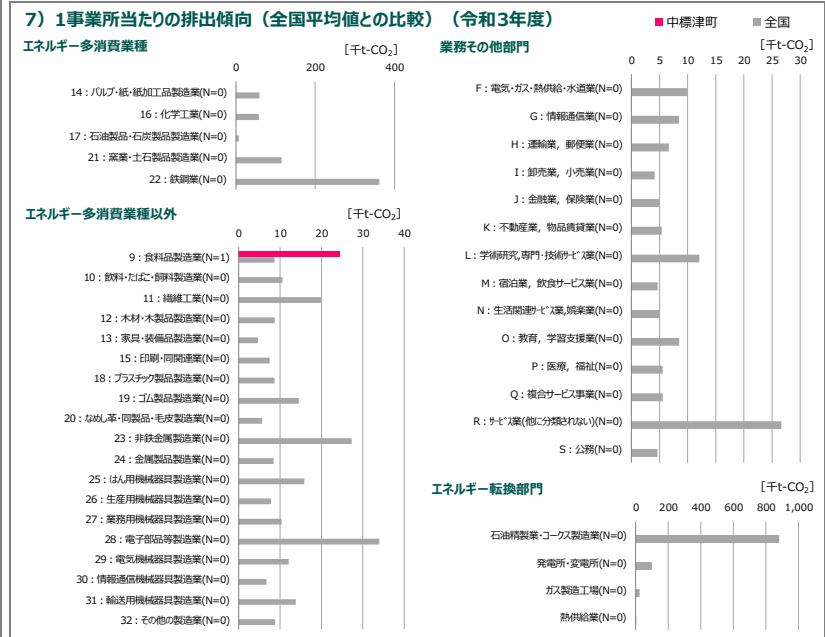 7）1事業所当たりの排出傾向（全国平均値との比較）（令和3年度）
■中標津町 ■全国
エネルギー多消費業種
[千t-CO₂]
0 200 400
14：パルプ・紙・紙加工品製造業(N=0)
16：化学工業(N=0)
17：石油製品・石炭製品製造業(N=0)
21：窯業・土石製品製造業(N=0)
22：鉄鋼業(N=0)
エネルギー多消費業種以外
[千t-CO₂]
0 10 20 30 40
9：食料品製造業(N=1)
10：飲料・たばこ・飼料製造業(N=0)
11：繊維工業(N=0)
12：木材・木製品製造業(N=0)
13：家具・装備品製造業(N=0)
15：印刷・同関連業(N=0)
18：プラスチック製品製造業(N=0)
19：ゴム製品製造業(N=0)
20：なめし革・同製品・毛皮製造業(N=0)
23：非鉄金属製造業(N=0)
24：金属製品製造業(N=0)
25：はん用機械器具製造業(N=0)
26：生産用機械器具製造業(N=0)
27：業務用機械器具製造業(N=0)
28：電子部品等製造業(N=0)
29：電気機械器具製造業(N=0)
30：情報通信機械器具製造業(N=0)
31：輸送用機械器具製造業(N=0)
32：その他の製造業(N=0)
業務その他部門
[千t-CO₂]
0 5 10 15 20 25 30
F：電気・ガス・熱供給・水道業(N=0)
G：情報通信業(N=0)
H：運輸業，郵便業(N=0)
I：卸売業，小売業(N=0)
J：金融業，保険業(N=0)
K：不動産業，物品賃貸業(N=0)
L：学術研究,専門・技術サービス業(N=0)
M：宿泊業，飲食サービス業(N=0)
N：生活関連サービス業,娯楽業(N=0)
O：教育，学習支援業(N=0)
P：医療，福祉(N=0)
Q：複合サービス事業(N=0)
R：サービス業(他に分類されない)(N=0)
S：公務(N=0)
エネルギー転換部門
[千t-CO₂]
0 200 400 600 800 1,000
石油精製業・コークス製造業(N=0)
発電所・変電所(N=0)
ガス製造工場(N=0)
熱供給業(N=0)